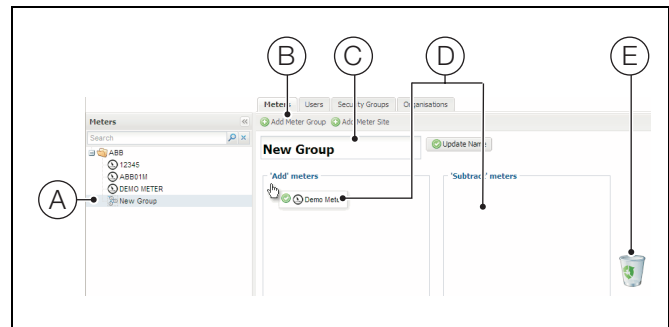 B
C
D
E
Meters Users Security Groups Organisations
Meters
Add Meter Group Add Meter Site
Search
New Group
Update Name
ABB
12345
ABB01M
DEMO METER
New Group
'Add' meters
'Subtract' meters
Demo Mete
A